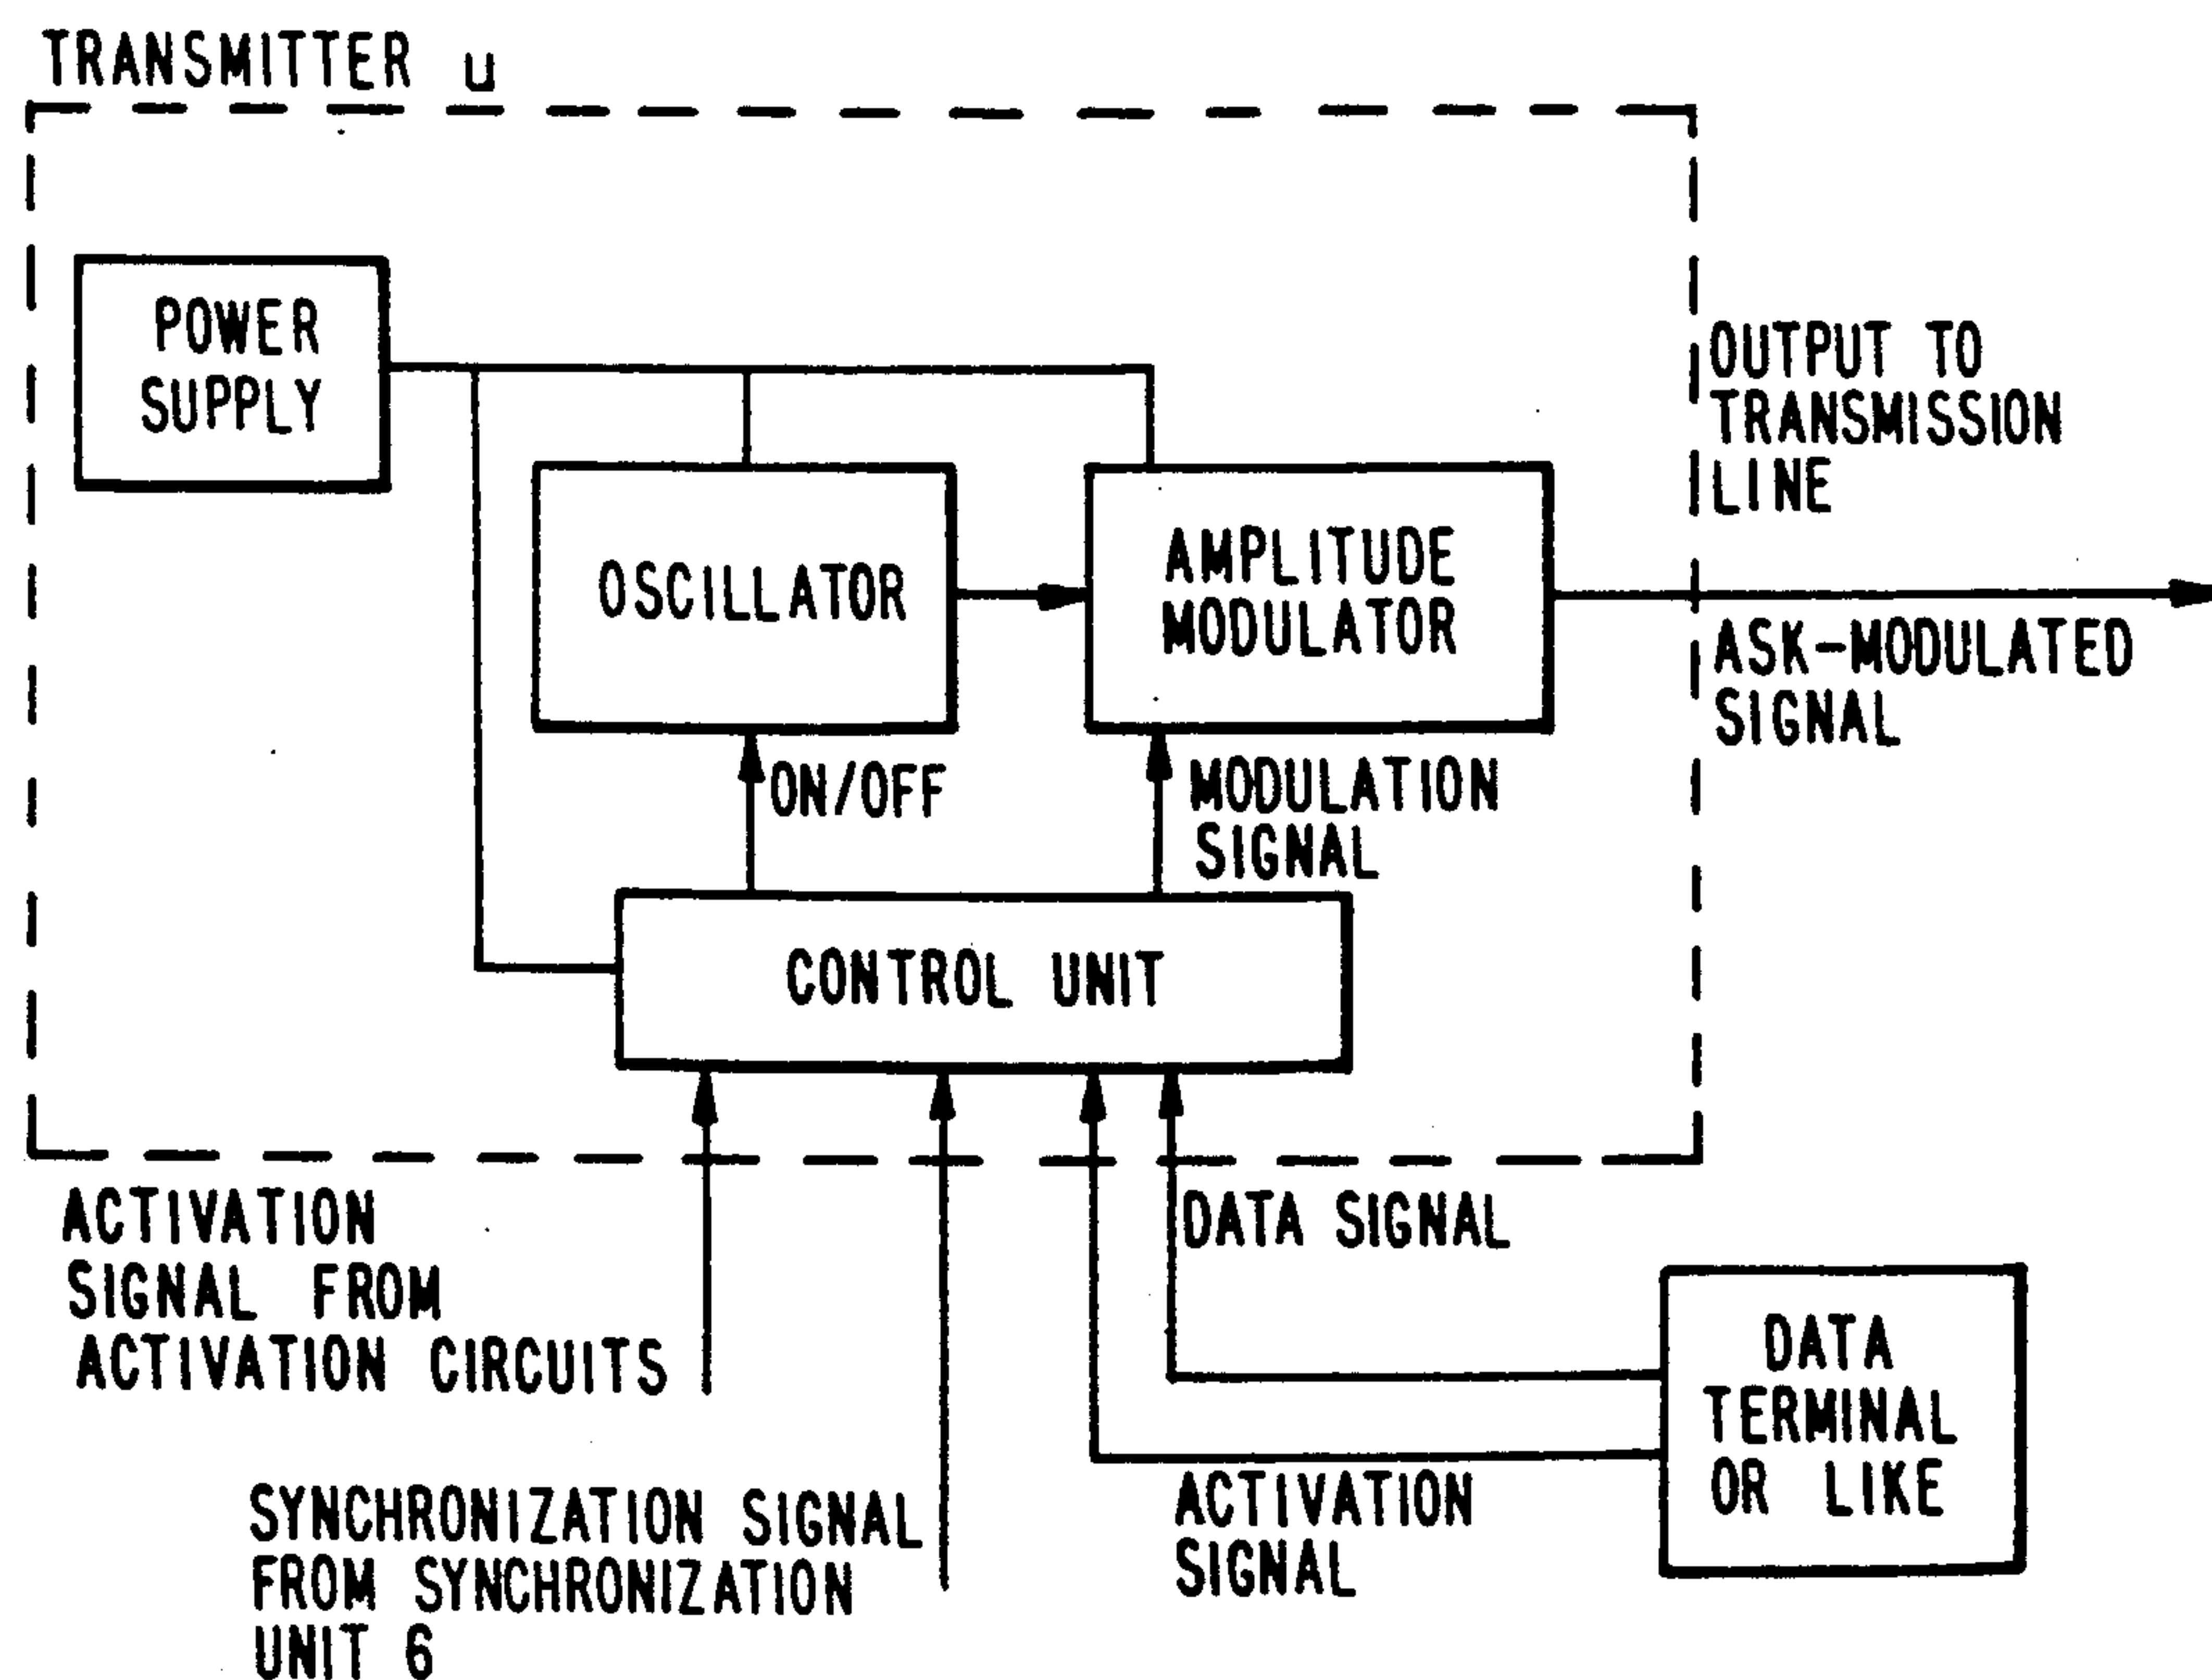 TRANSMITTER u
POWER
SUPPLY
OUTPUT TO
TRANSMISSION
LINE
OSCILLATOR
AMPLITUDE
MODULATOR
ASK-MODULATED
SIGNAL
ON/OFF
MODULATION
SIGNAL
CONTROL UNIT
ACTIVATION
SIGNAL FROM
ACTIVATION CIRCUITS
DATA SIGNAL
DATA
TERMINAL
OR LIKE
SYNCHRONIZATION SIGNAL
FROM SYNCHRONIZATION
UNIT 6
ACTIVATION
SIGNAL